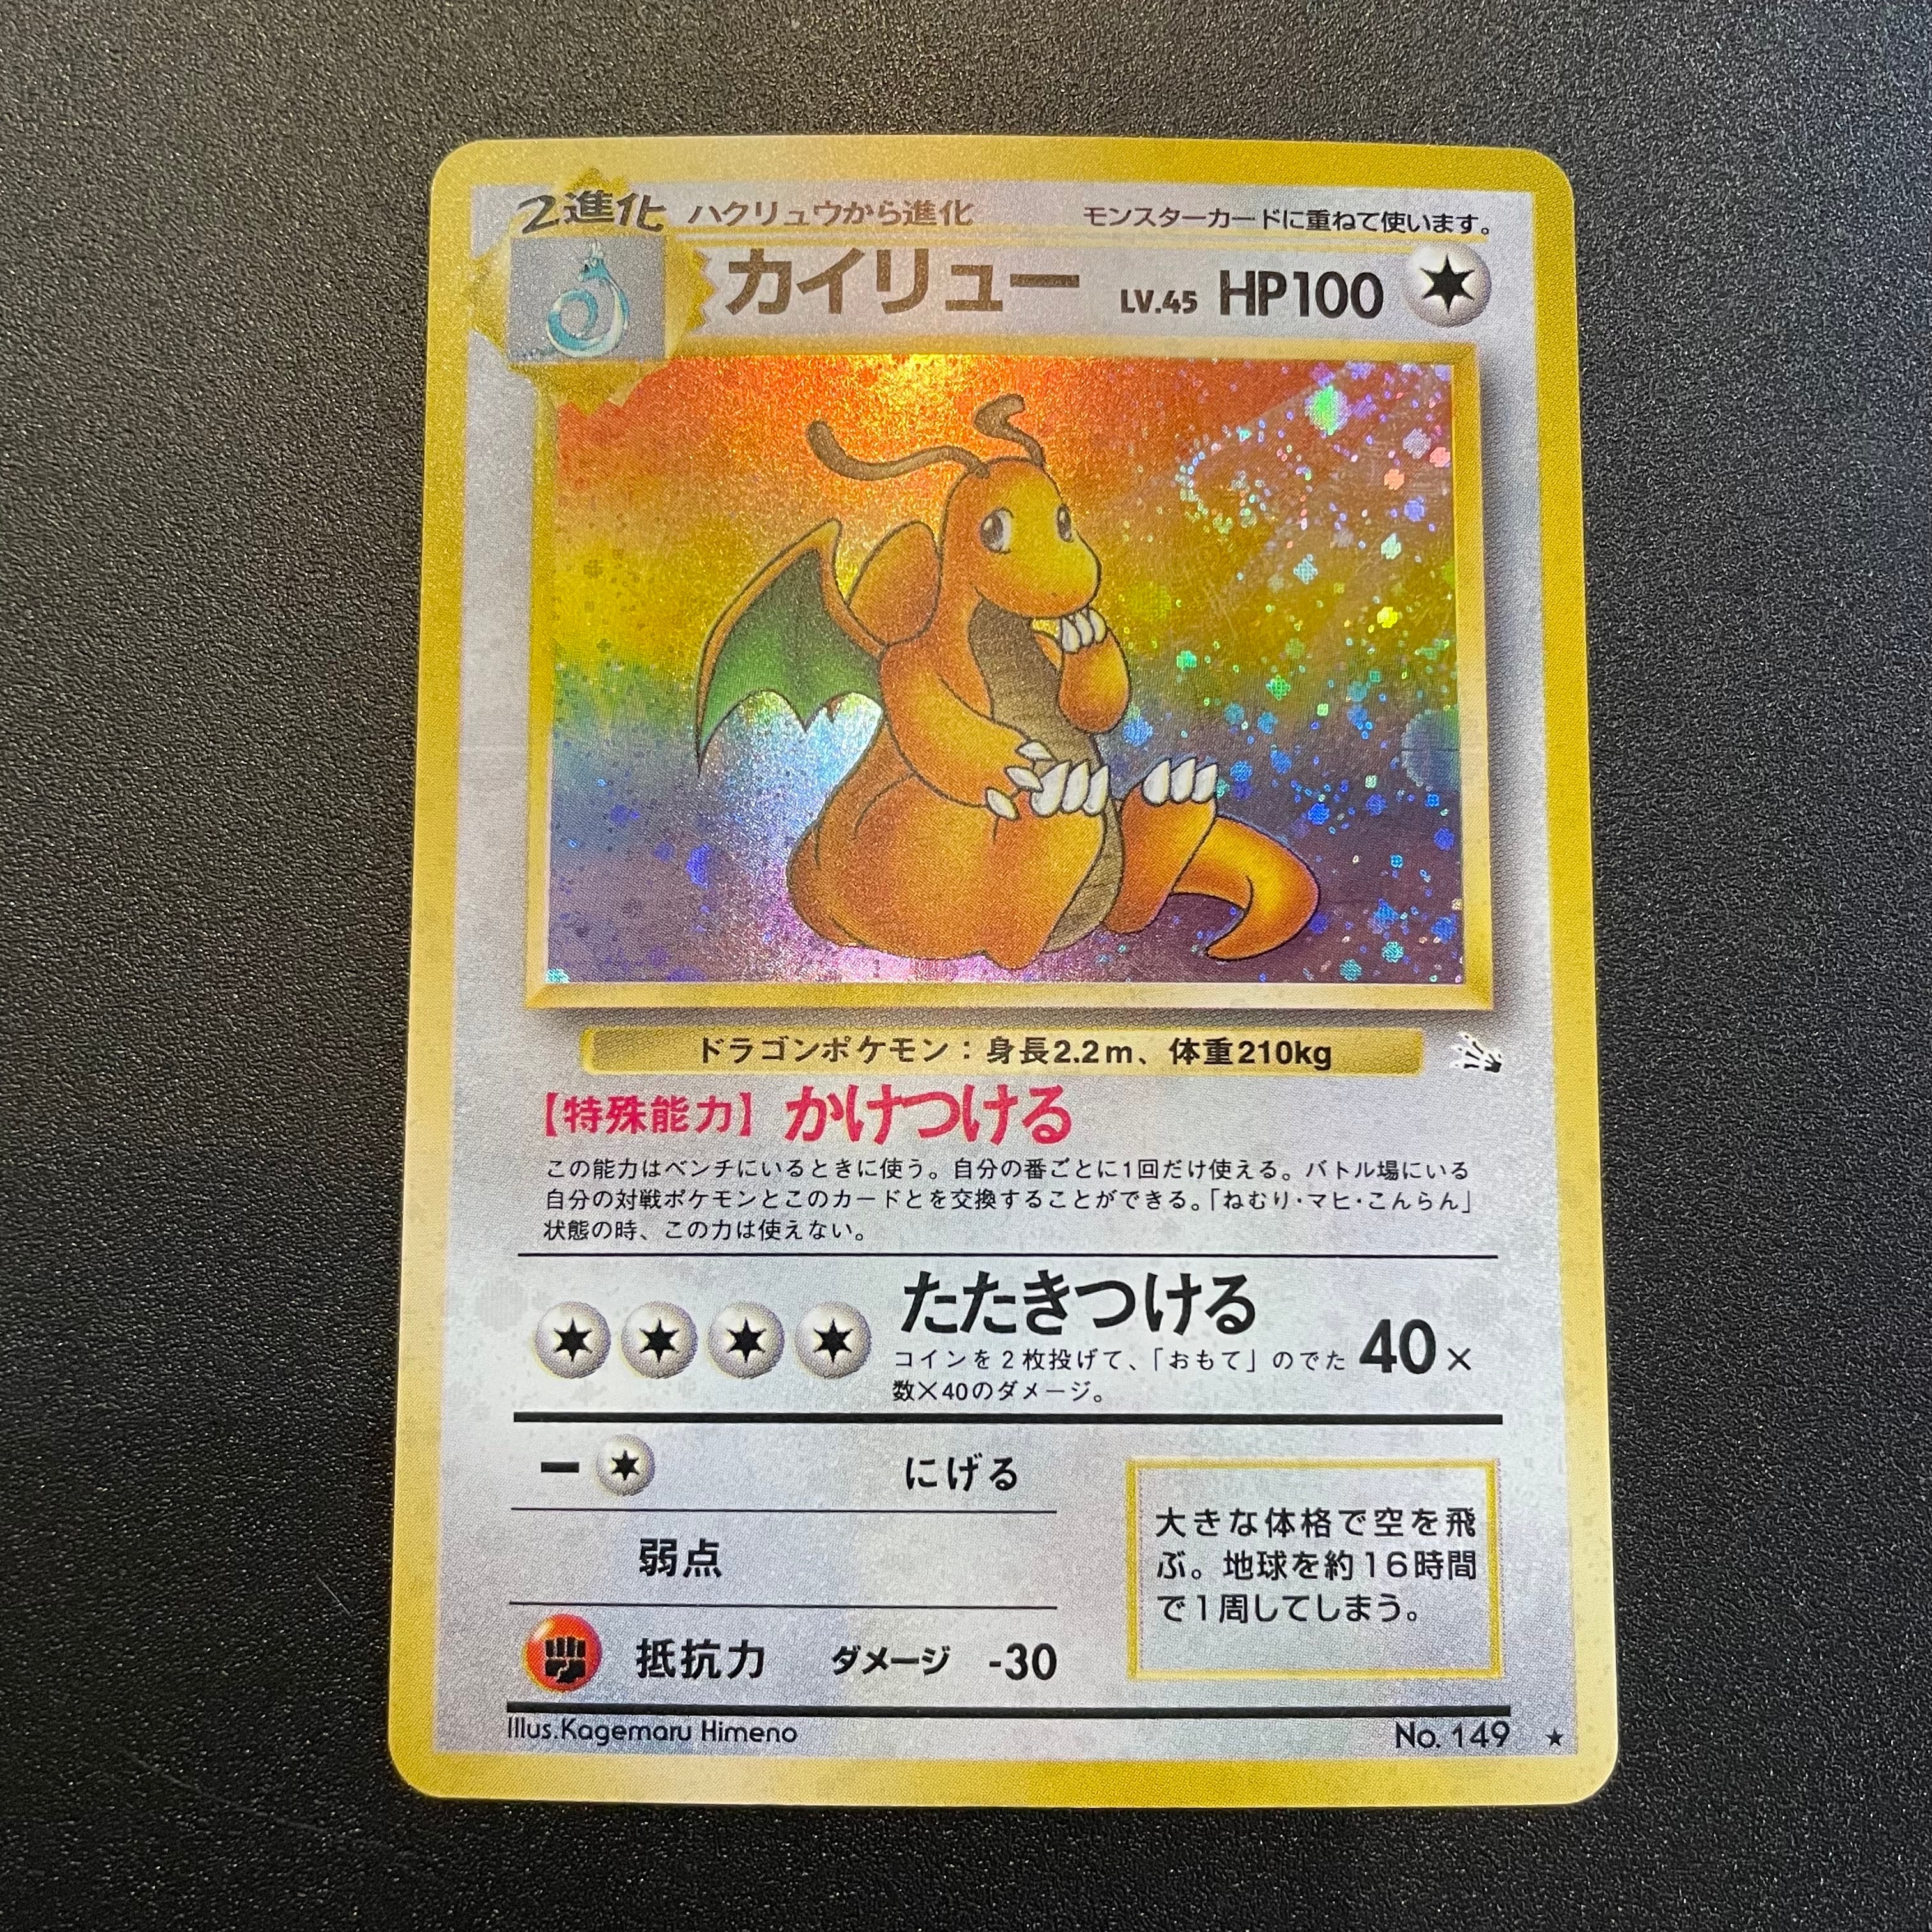 2進化 ハクリュウから進化 モンスターカードに重ねて使います。
カイリュー LV.45 HP100
ドラゴンポケモン：身長2.2m、体重210kg
【特殊能力】かけつける
この能力はベンチにいるときに使う。自分の番ごとに1回だけ使える。バトル場にいる
自分の対戦ポケモンとこのカードとを交換することができる。「ねむり・マヒ・こんらん」
状態の時、この力は使えない。
たたきつける 40×
コインを2枚投げて、「おもて」のでた
数×40のダメージ。
ー にげる
弱点
抵抗力 ダメージ -30
大きな体格で空を飛
ぶ。地球を約16時間
で1周してしまう。
Illus.Kagemaru Himeno No. 149 ★